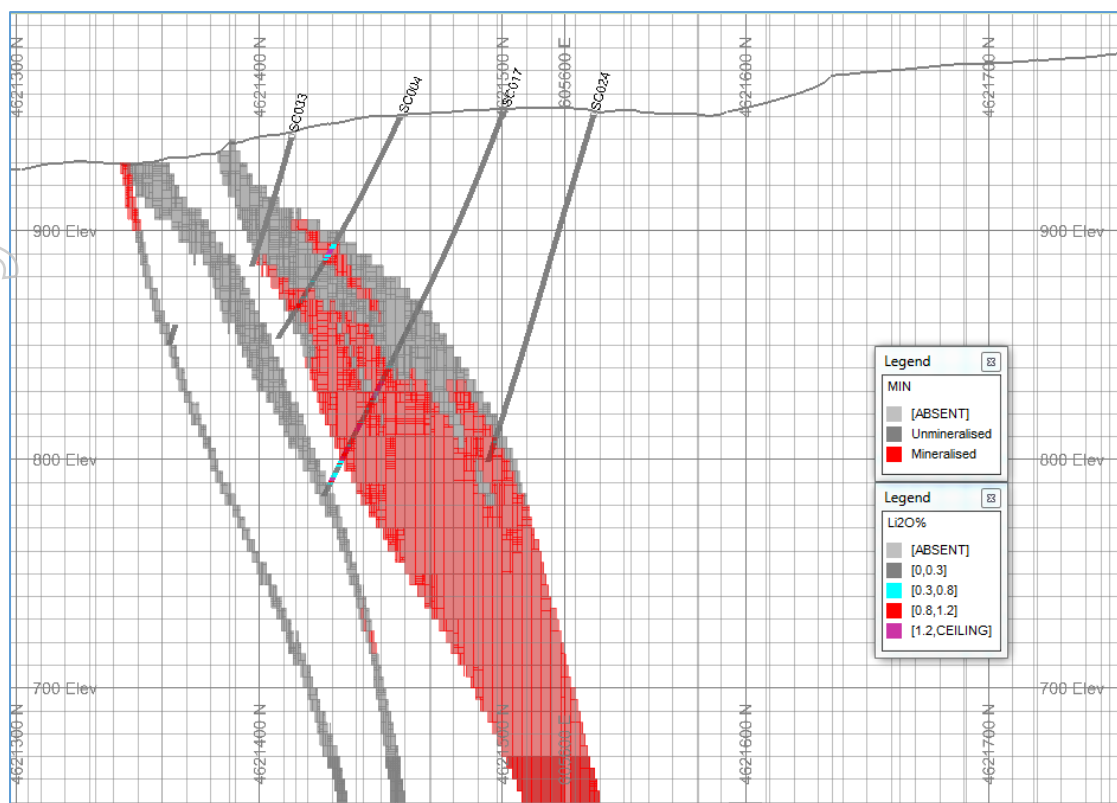 4621300 N
4621400 N
4621500 N
605600 E
4621600 N
4621700 N
SC033
SC004
SC017
SC024
900 Elev
900 Elev
800 Elev
800 Elev
700 Elev
700 Elev
Legend
MIN
[ABSENT]
Unmineralised
Mineralised
Legend
Li2O%
[ABSENT]
[0,0.3]
[0.3,0.8]
[0.8,1.2]
[1.2,CEILING]
4621300 N
4621400 N
4621500 N
605600 E
4621600 N
4621700 N